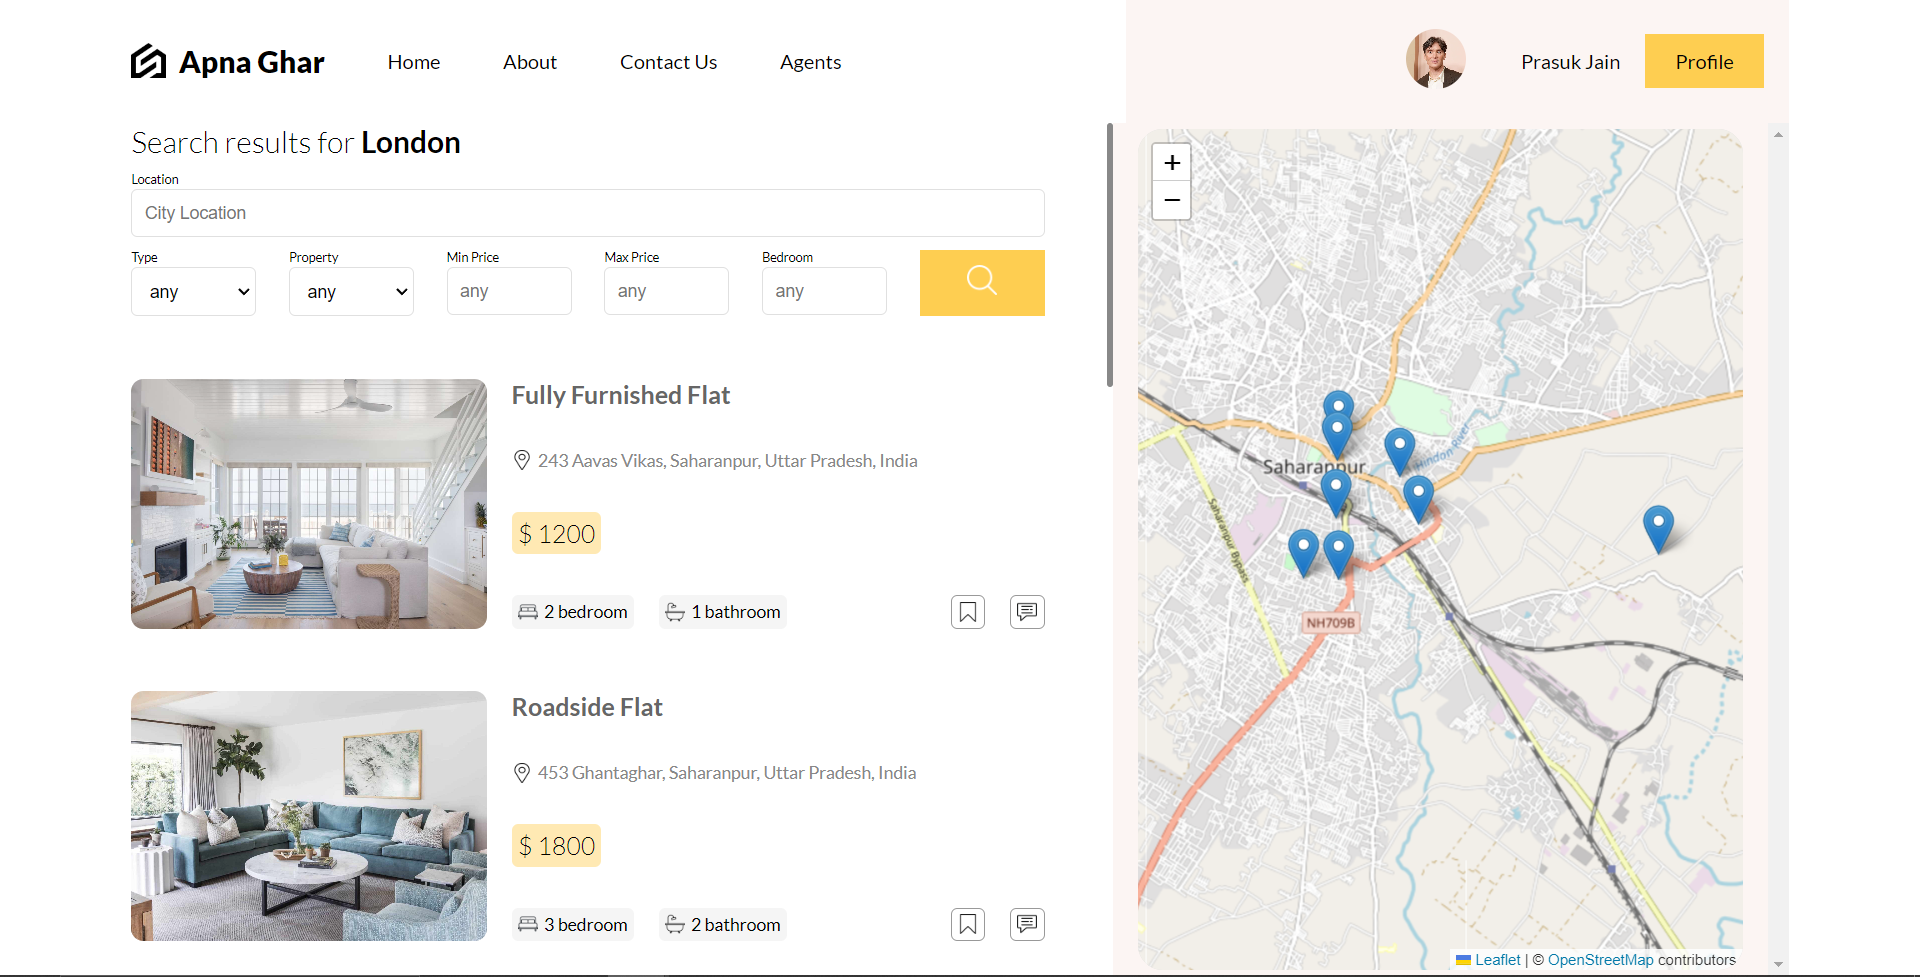 Apna Ghar
Home
About
Contact Us
Agents
Prasuk Jain
Profile
Search results for London
Location
City Location
Type
Property
Min Price
Max Price
Bedroom
any
any
any
any
any
Fully Furnished Flat
243 Aavas Vikas, Saharanpur, Uttar Pradesh, India
$ 1200
2 bedroom
1 bathroom
Roadside Flat
453 Ghantaghar, Saharanpur, Uttar Pradesh, India
$ 1800
3 bedroom
2 bathroom
+
−
Saharanpur
Hindon River
Saharanpur Bypass
NH709B
Leaflet | © OpenStreetMap contributors